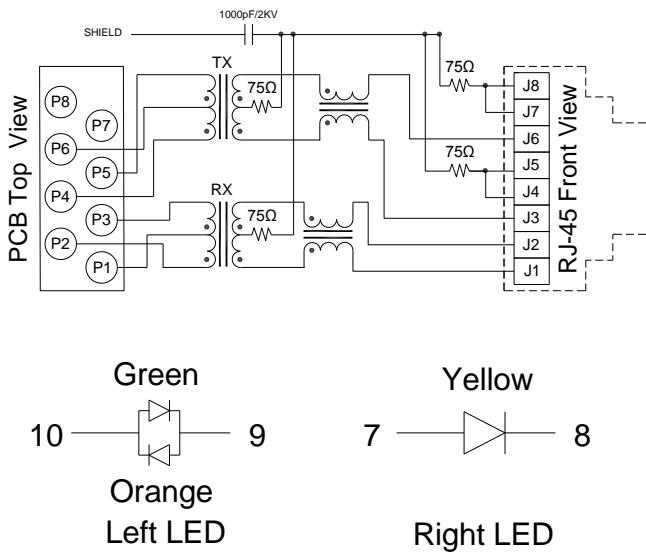 1000pF/2KV
SHIELD
TX
75Ω
75Ω
75Ω
RX
75Ω
PCB Top View
P8
P7
P6
P5
P4
P3
P2
P1
J8
J7
J6
J5
J4
J3
J2
J1
RJ-45 Front View
Green
10
9
Orange
Left LED
Yellow
7
8
Right LED